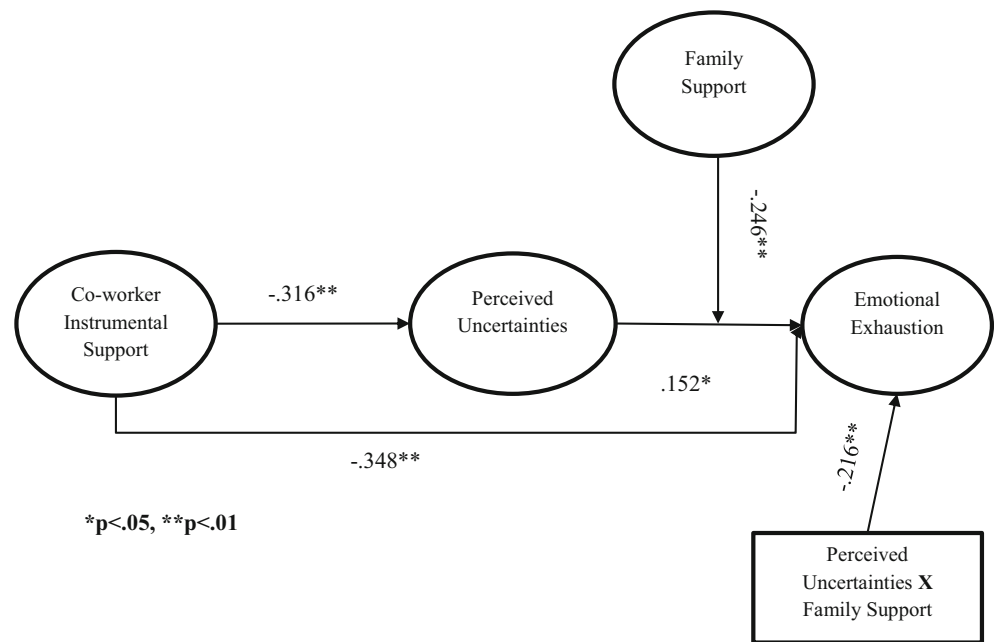 Family
Support
-.246**
Co-worker
Instrumental
Support
-.316**
Perceived
Uncertainties
Emotional
Exhaustion
.152*
-.348**
-.216**
*p<.05, **p<.01
Perceived
Uncertainties X
Family Support